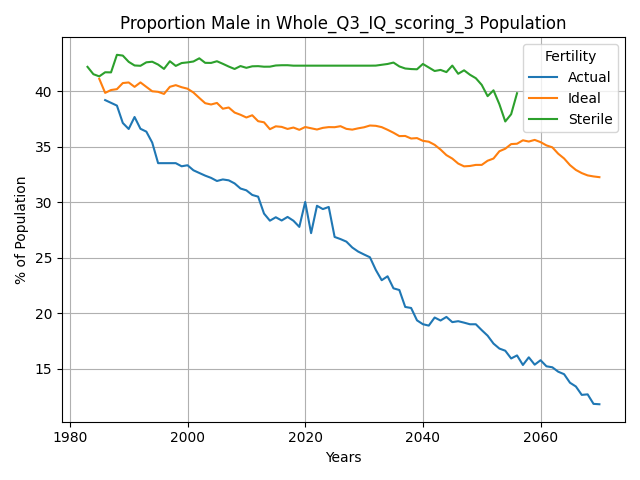 Proportion Male in Whole_Q3_IQ_scoring_3 Population
Fertility
Actual
Ideal
Sterile
% of Population
40
35
30
25
20
15
1980
2000
2020
2040
2060
Years